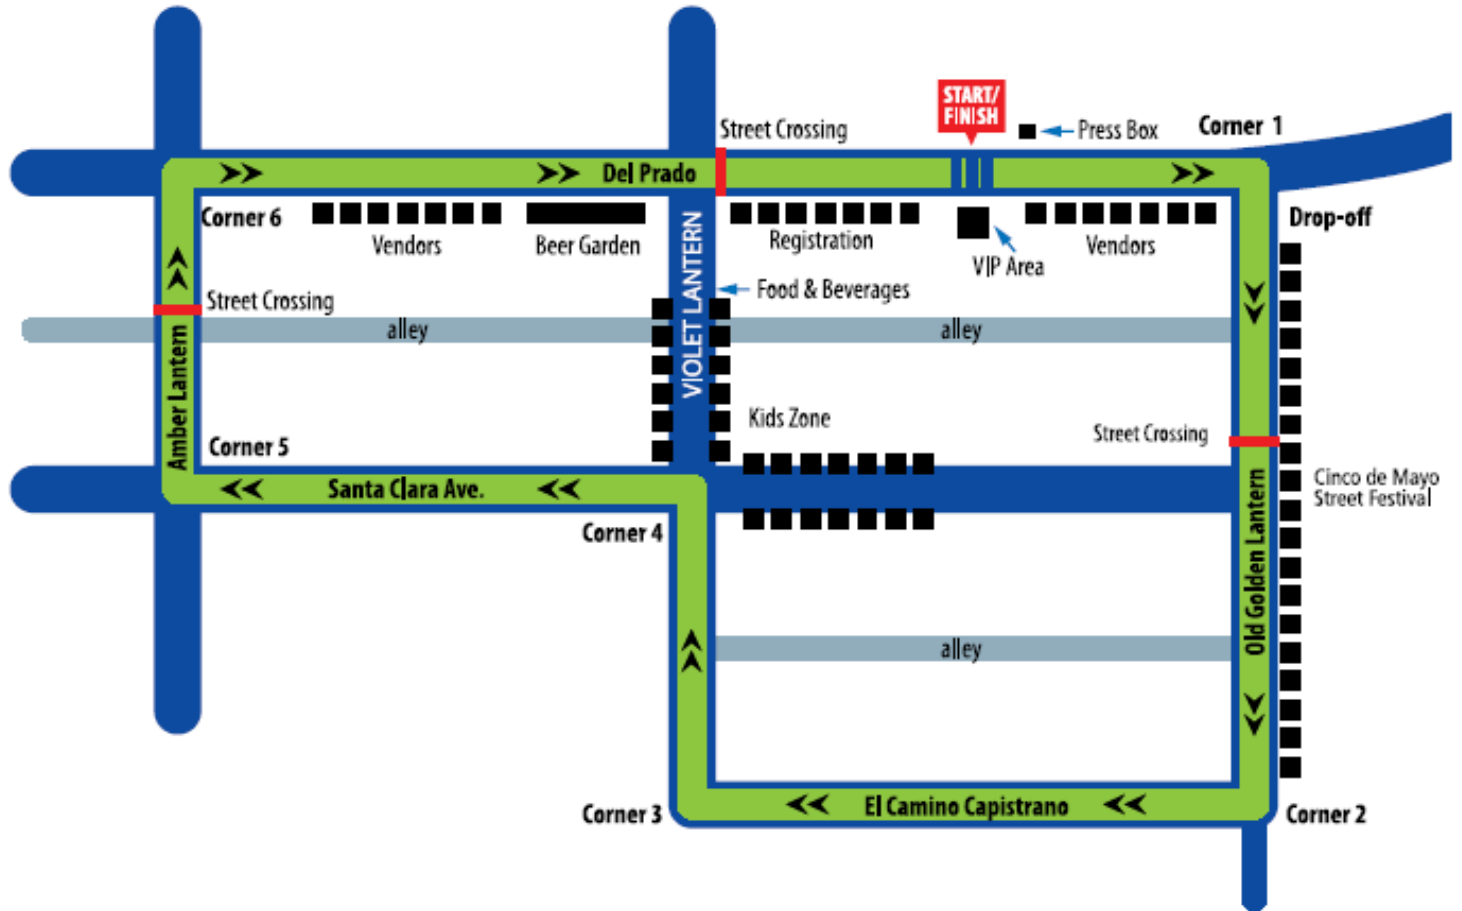 START/
FINISH
Street Crossing
Press Box
Corner 1
Del Prado
Corner 6
Vendors
Beer Garden
VIOLET LANTERN
Registration
VIP Area
Vendors
Drop-off
Food & Beverages
Street Crossing
alley
alley
Amber Lantern
Kids Zone
Street Crossing
Corner 5
Santa Clara Ave.
Cinco de Mayo
Street Festival
Corner 4
Old Golden Lantern
alley
El Camino Capistrano
Corner 3
Corner 2